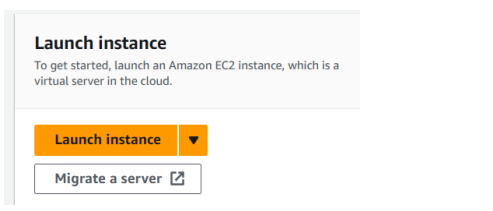 Launch instance
To get started, launch an Amazon EC2 instance, which is a
virtual server in the cloud.
Launch instance
Migrate a server